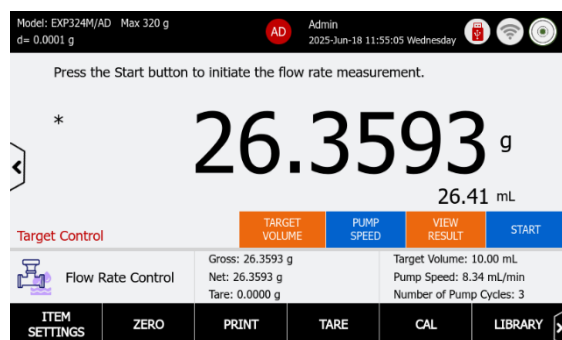 Model: EXP324M/AD Max 320 g
d= 0.0001 g
AD
Admin
2025-Jun-18 11:55:05 Wednesday
Press the Start button to initiate the flow rate measurement.
*
26.3593 g
26.41 mL
Target Control
TARGET VOLUME
PUMP SPEED
VIEW RESULT
START
Flow Rate Control
Gross: 26.3593 g
Net: 26.3593 g
Tare: 0.0000 g
Target Volume: 10.00 mL
Pump Speed: 8.34 mL/min
Number of Pump Cycles: 3
ITEM SETTINGS
ZERO
PRINT
TARE
CAL
LIBRARY